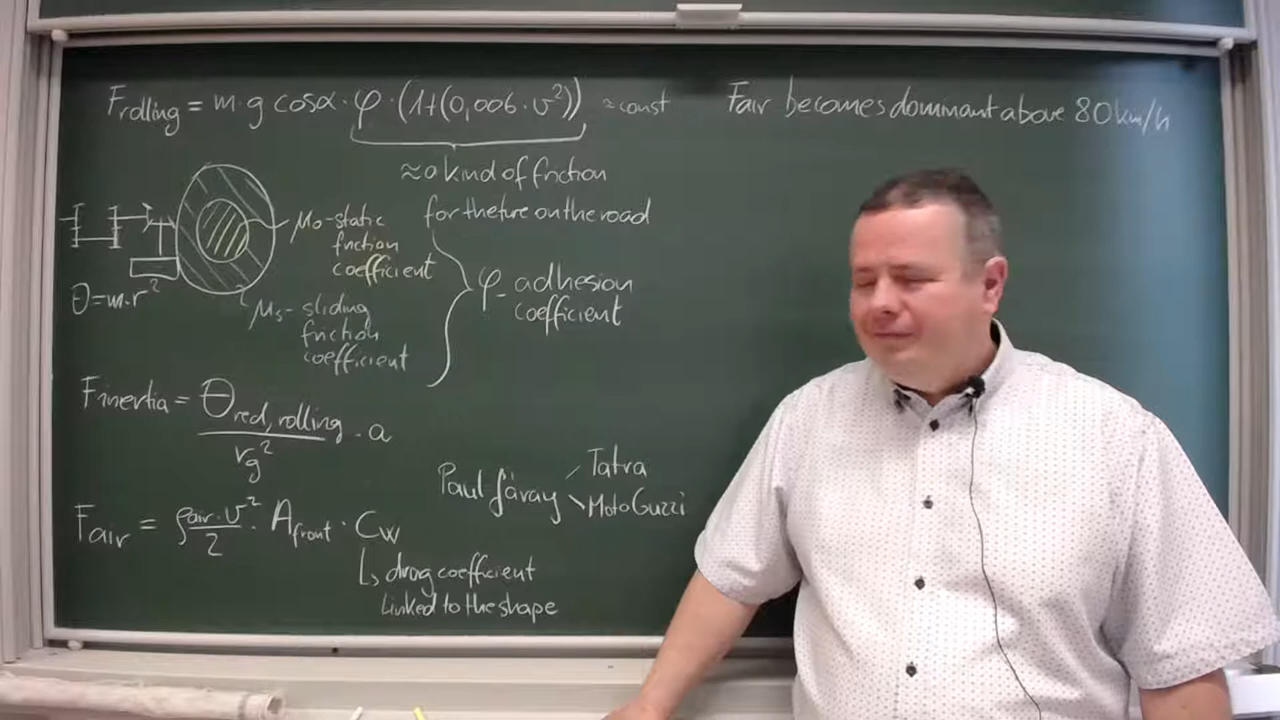 Frolling = m·g cosα·φ·(1+(0,006·v²)) ≈ const
Fair becomes dominant above 80 km/h
≈ a kind of friction
for the tire on the road
μ₀-static
friction
coefficient
Θ=m·r²
μs- sliding
friction
coefficient
φ- adhesion
coefficient
Finertia = Θred, rolling / rg² · a
Paul Járay
Tatra
Moto Guzzi
Fair = ρair·v²/2 · Afront · Cw
↳ drag coefficient
linked to the shape